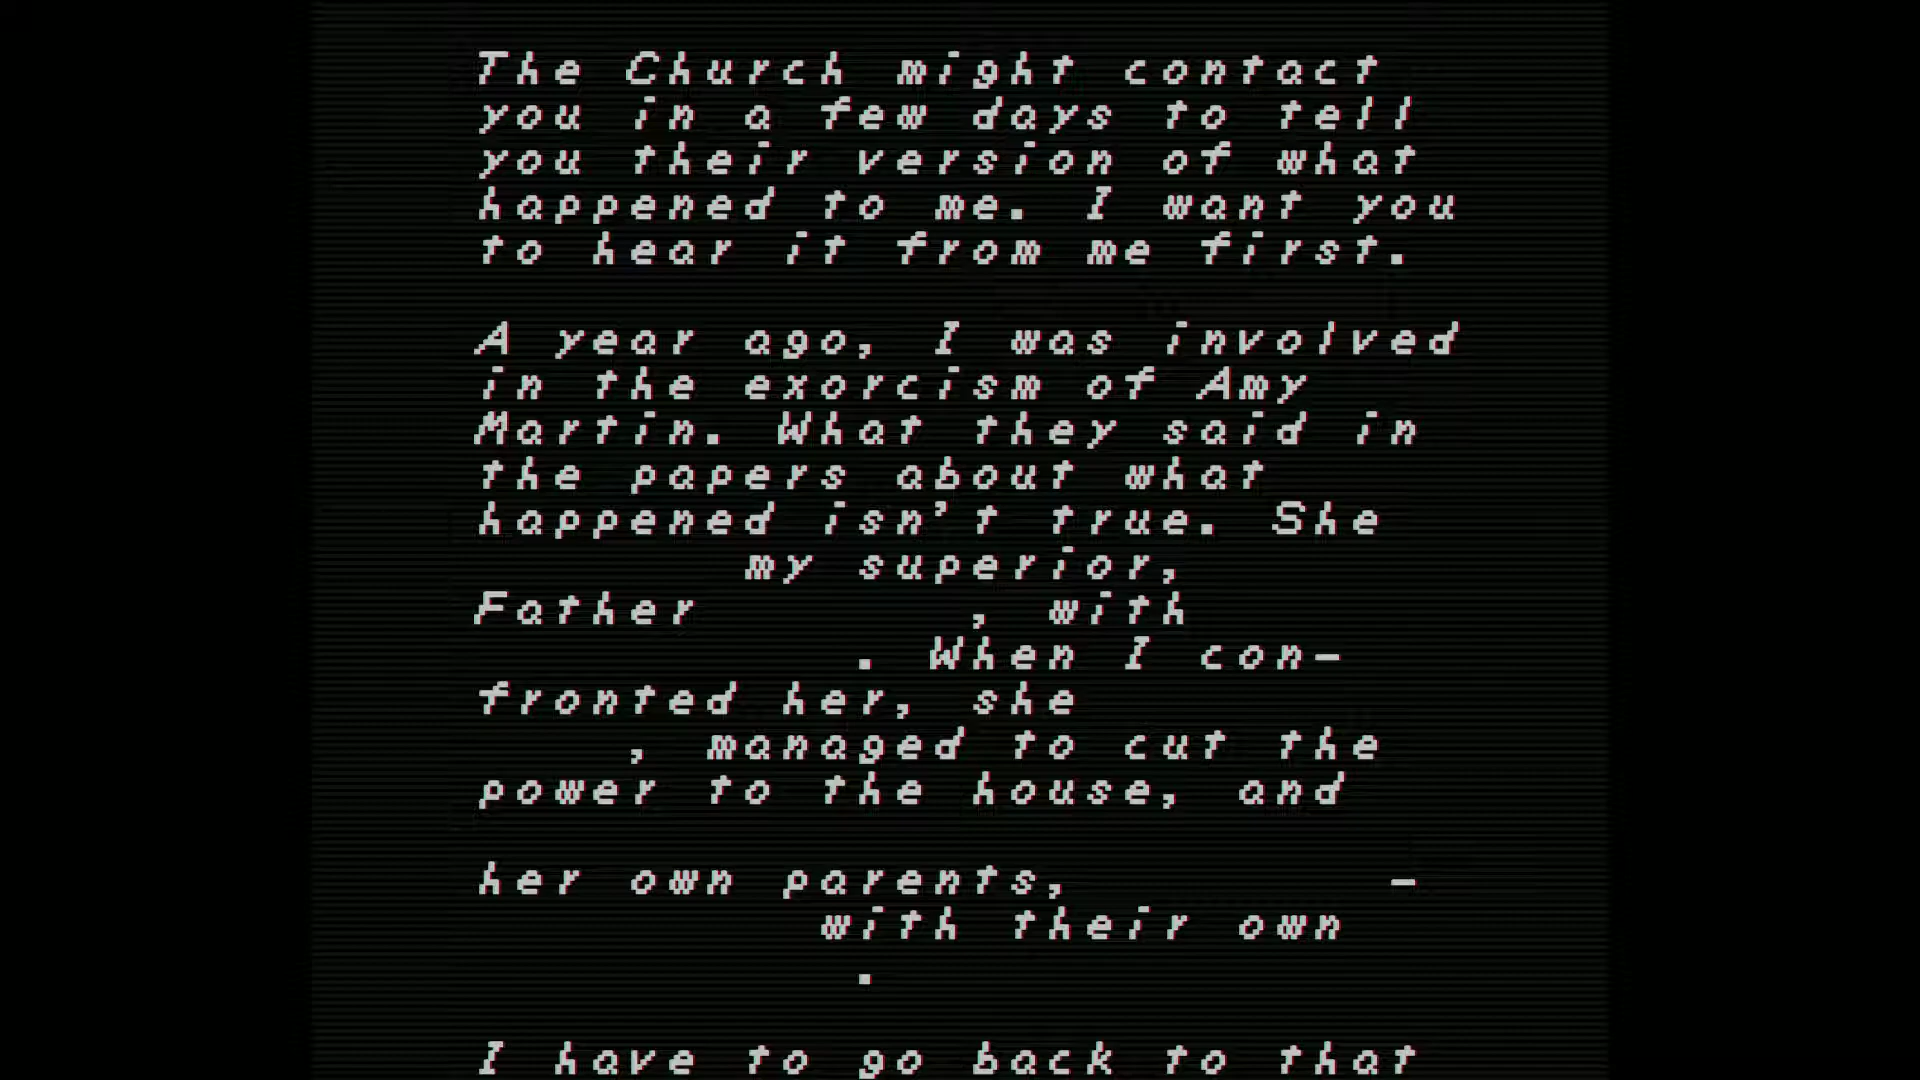 The Church might contact
you in a few days to tell
you their version of what
happened to me. I want you
to hear it from me first.
A year ago, I was involved
in the exorcism of Amy
Martin. What they said in
the papers about what
happened isn't true. She
my superior,
Father , with
. When I con-
fronted her, she
, managed to cut the
power to the house, and
her own parents, -
with their own
.
I have to go back to that